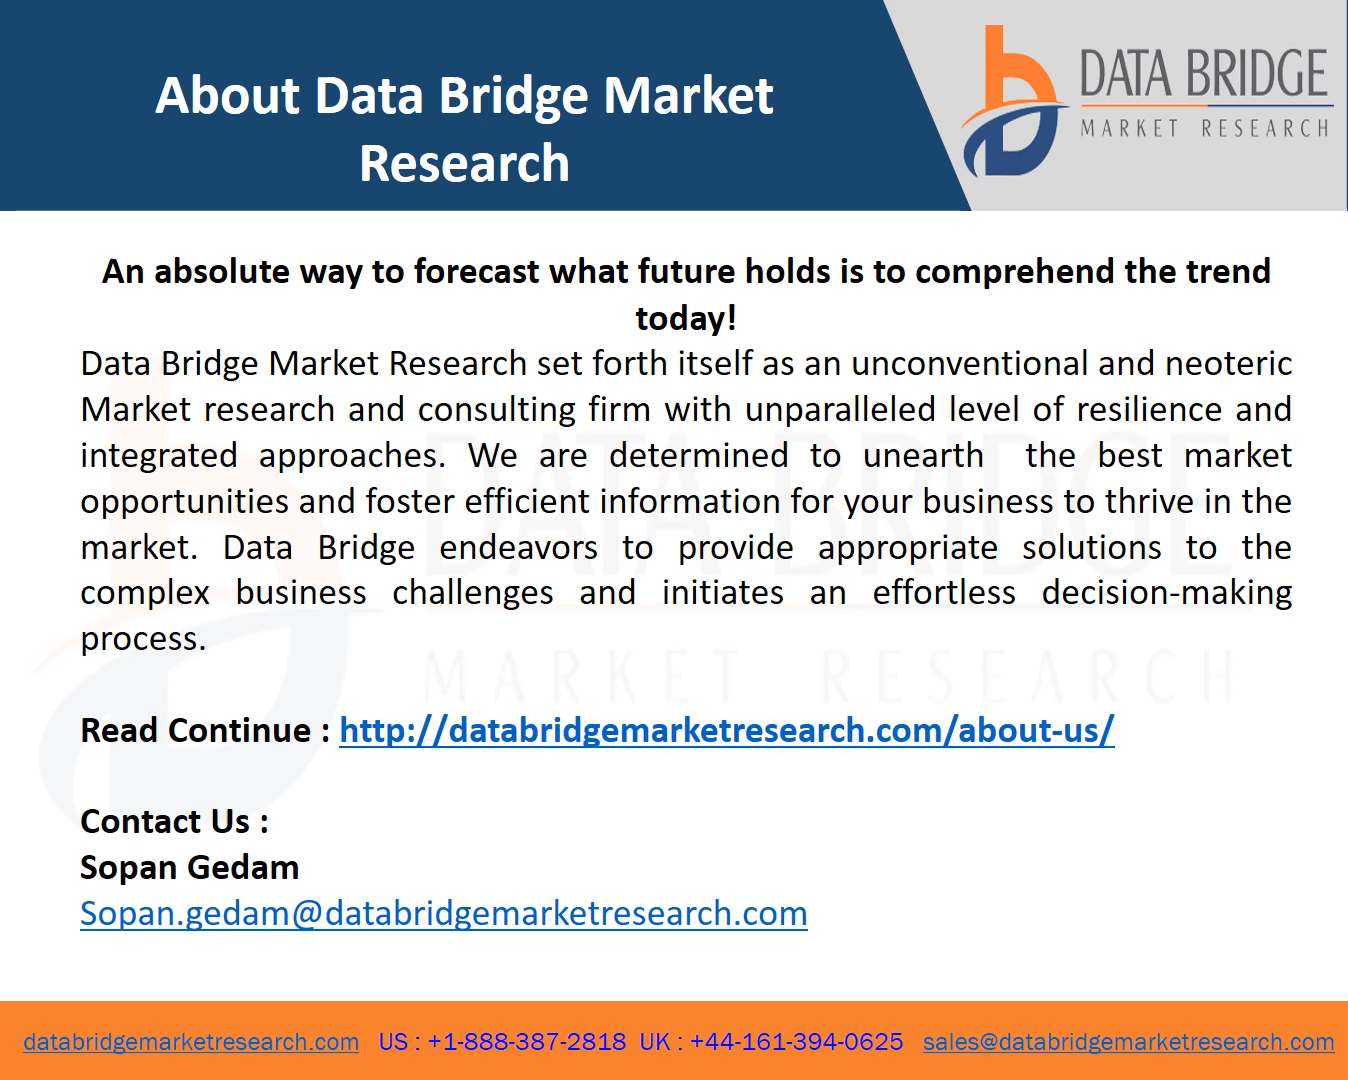 About Data Bridge Market
Research
DATA BRIDGE
MARKET RESEARCH
An absolute way to forecast what future holds is to comprehend the trend
today!
Data Bridge Market Research set forth itself as an unconventional and neoteric
Market research and consulting firm with unparalleled level of resilience and
integrated approaches. We are determined to unearth the best market
opportunities and foster efficient information for your business to thrive in the
market. Data Bridge endeavors to provide appropriate solutions to the
complex business challenges and initiates an effortless decision-making
process.
DATA BRIDGE
MARKET RESEARCH
Read Continue : http://databridgemarketresearch.com/about-us/
Contact Us :
Sopan Gedam
Sopan.gedam@databridgemarketresearch.com
databridgemarketresearch.com US : +1-888-387-2818 UK : +44-161-394-0625 sales@databridgemarketresearch.com